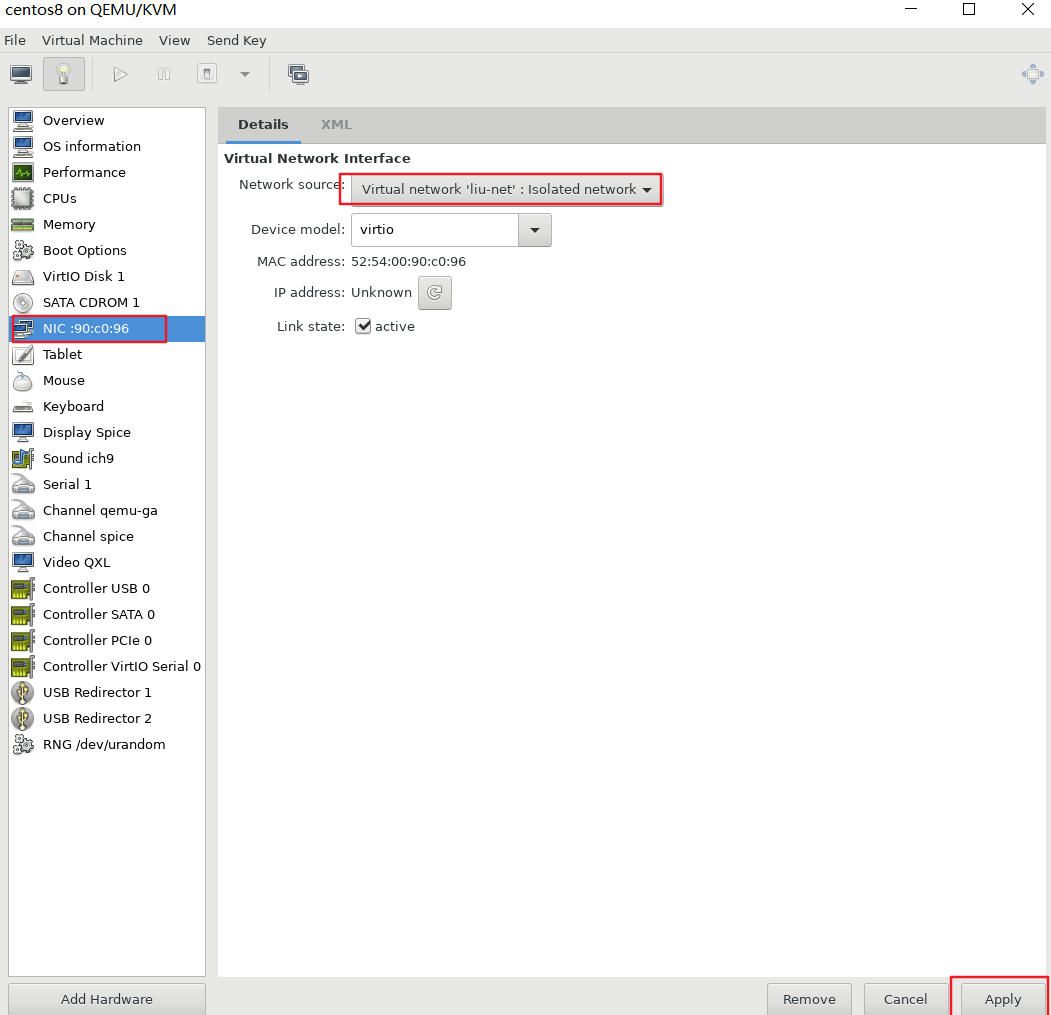 centos8 on QEMU/KVM
File Virtual Machine View Send Key
Overview
OS information
Performance
CPUs
Memory
Boot Options
VirtIO Disk 1
SATA CDROM 1
NIC :90:c0:96
Tablet
Mouse
Keyboard
Display Spice
Sound ich9
Serial 1
Channel qemu-ga
Channel spice
Video QXL
Controller USB 0
Controller SATA 0
Controller PCIe 0
Controller VirtIO Serial 0
USB Redirector 1
USB Redirector 2
RNG /dev/urandom
Add Hardware
Details XML
Virtual Network Interface
Network source: Virtual network 'liu-net' : Isolated network
Device model: virtio
MAC address: 52:54:00:90:c0:96
IP address: Unknown
Link state: active
Remove Cancel Apply